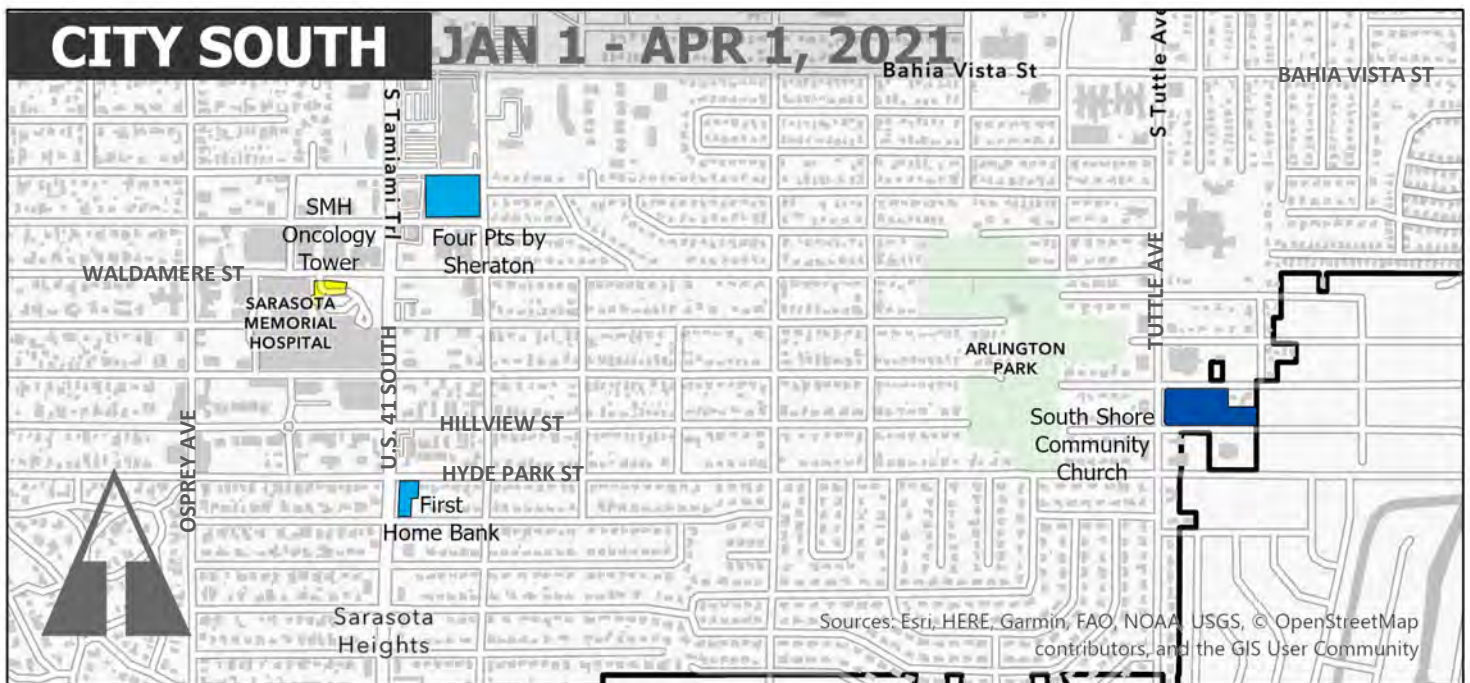 CITY SOUTH
JAN 1 - APR 1, 2021
Bahia Vista St
BAHIA VISTA ST
S Tuttle Ave
S Tamiami Trl
SMH
Oncology
Tower
Four Pts by
Sheraton
WALDAMERE ST
SARASOTA
MEMORIAL
HOSPITAL
TUTTLE AVE
ARLINGTON
PARK
U.S. 41 SOUTH
OSPREY AVE
HILLVIEW ST
South Shore
Community
Church
HYDE PARK ST
First
Home Bank
Sarasota
Heights
Sources: Esri, HERE, Garmin, FAO, NOAA, USGS, © OpenStreetMap
contributors, and the GIS User Community